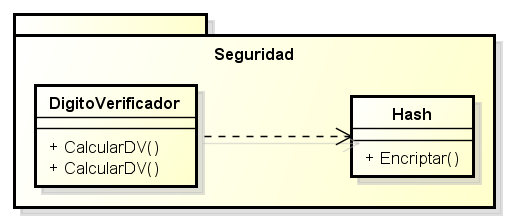 Seguridad
DigitoVerificador
+ CalcularDV()
+ CalcularDV()
Hash
+ Encriptar()